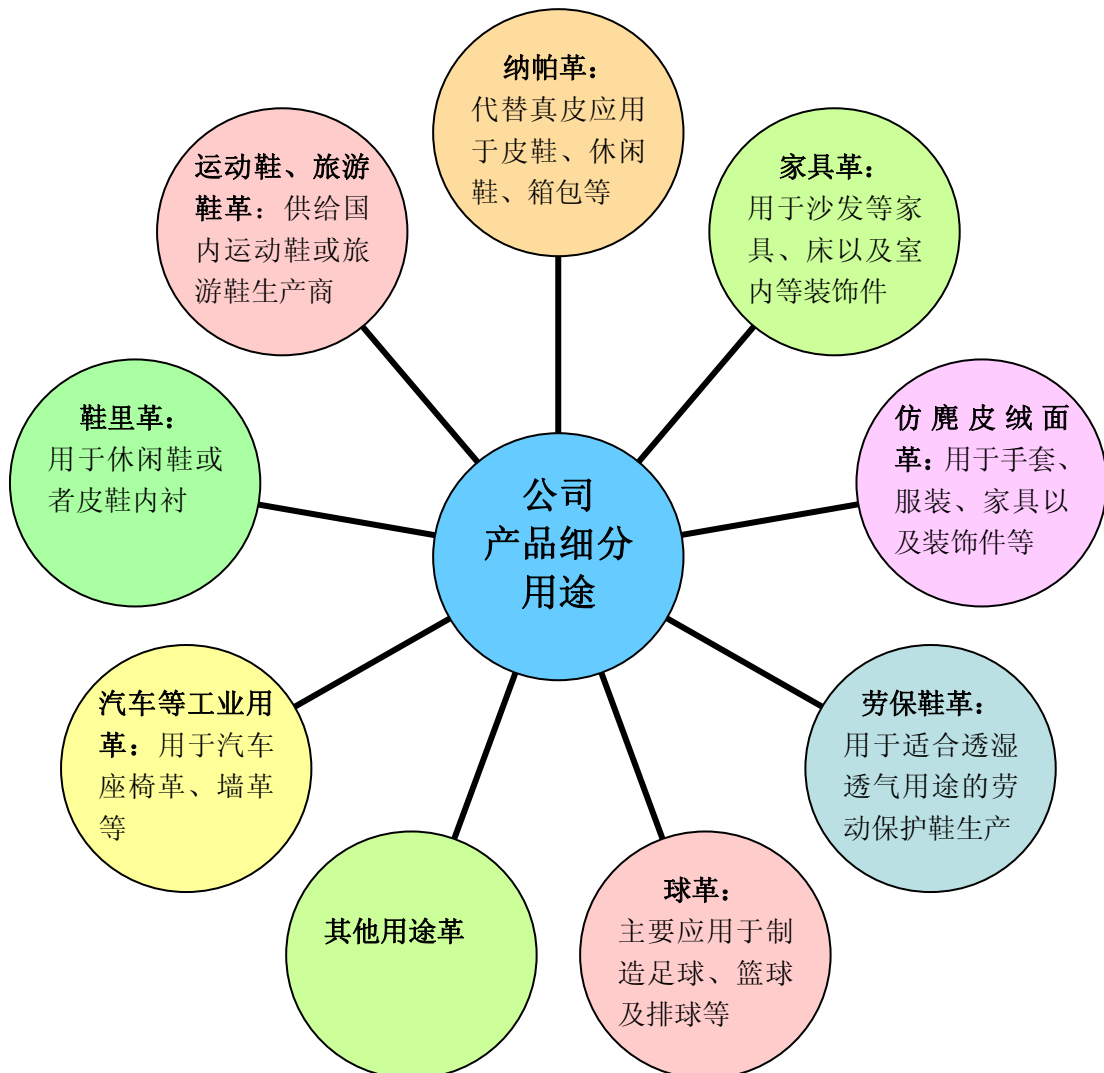 纳帕革：
代替真皮应用
于皮鞋、休闲
鞋、箱包等
运动鞋、旅游
鞋革：供给国
内运动鞋或旅
游鞋生产商
家具革：
用于沙发等家
具、床以及室
内等装饰件
鞋里革：
用于休闲鞋或
者皮鞋内衬
仿麂皮绒面
革：用于手套、
服装、家具以
及装饰件等
公司
产品细分
用途
汽车等工业用
革：用于汽车
座椅革、墙革
等
劳保鞋革：
用于适合透湿
透气用途的劳
动保护鞋生产
其他用途革
球革：
主要应用于制
造足球、篮球
及排球等